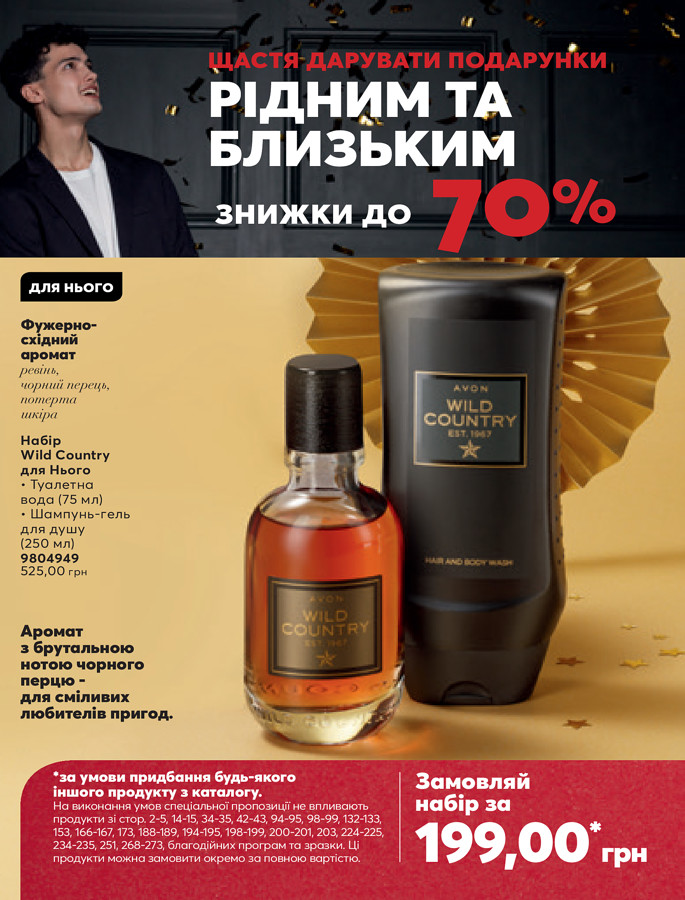 ЩАСТЯ ДАРУВАТИ ПОДАРУНКИ
РІДНИМ ТА
БЛИЗЬКИМ
ЗНИЖКИ ДО 70%
ДЛЯ НЬОГО
Фужерно-
східний
аромат
ревінь,
чорний перець,
потерта
шкіра
Набір
Wild Country
для Нього
• Туалетна
вода (75 мл)
• Шампунь-гель
для душу
(250 мл)
9804949
525,00 грн
Аромат
з брутальною
нотою чорного
перцю -
для сміливих
любителів пригод.
AVON
WILD
COUNTRY
EST. 1967
HAIR AND BODY WASH
AVON
WILD
COUNTRY
EST. 1967
*за умови придбання будь-якого
іншого продукту з каталогу.
На виконання умов спеціальної пропозиції не впливають
продукти зі стор. 2-5, 14-15, 34-35, 42-43, 94-95, 98-99, 132-133,
153, 166-167, 173, 188-189, 194-195, 198-199, 200-201, 203, 224-225,
234-235, 251, 268-273, благодійних програм та зразки. Ці
продукти можна замовити окремо за повною вартістю.
Замовляй
набір за
199,00* грн